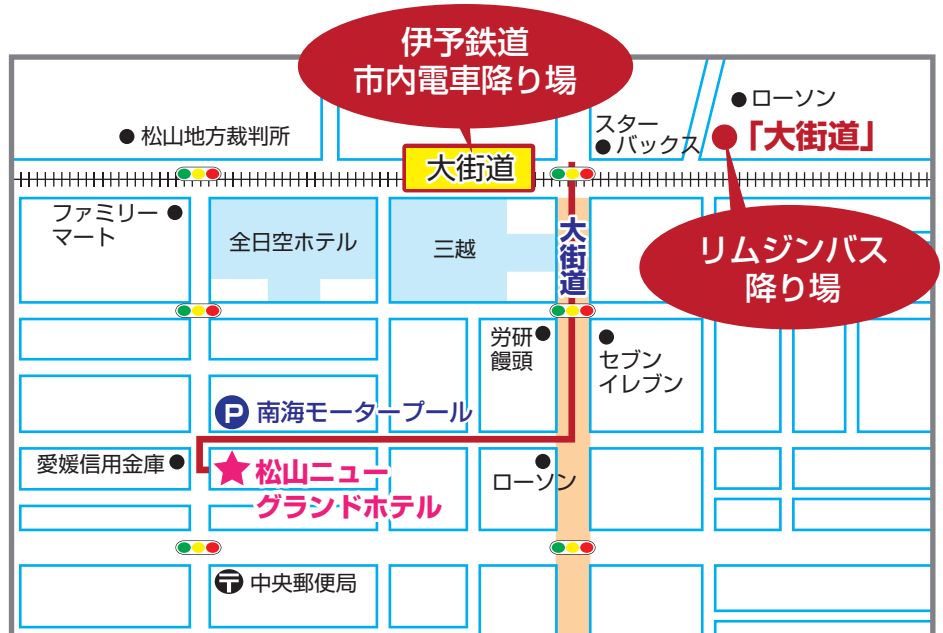 伊予鉄道
市内電車降り場
ローソン
松山地方裁判所
スター
バックス
「大街道」
大街道
ファミリー
マート
全日空ホテル
三越
大街道
リムジンバス
降り場
労研
饅頭
セブン
イレブン
P 南海モータープール
愛媛信用金庫
松山ニュー
グランドホテル
ローソン
〒 中央郵便局